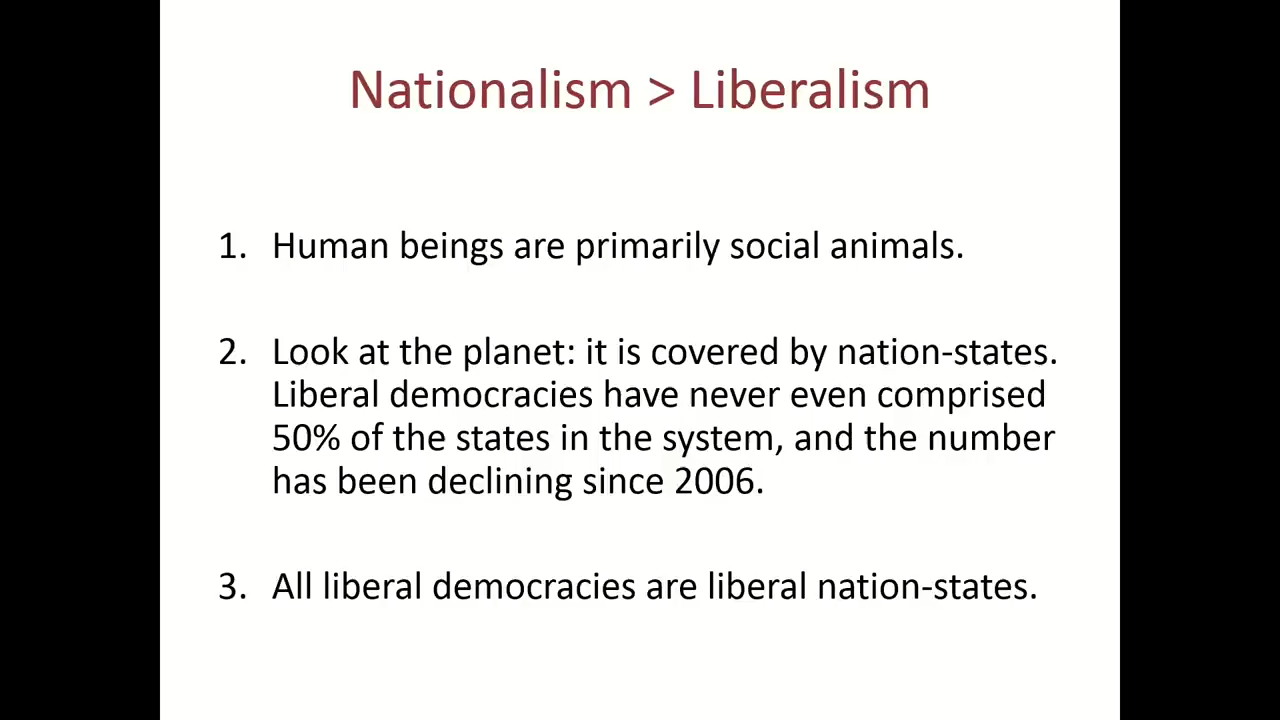 Nationalism > Liberalism
1. Human beings are primarily social animals.
2. Look at the planet: it is covered by nation-states.
Liberal democracies have never even comprised
50% of the states in the system, and the number
has been declining since 2006.
3. All liberal democracies are liberal nation-states.